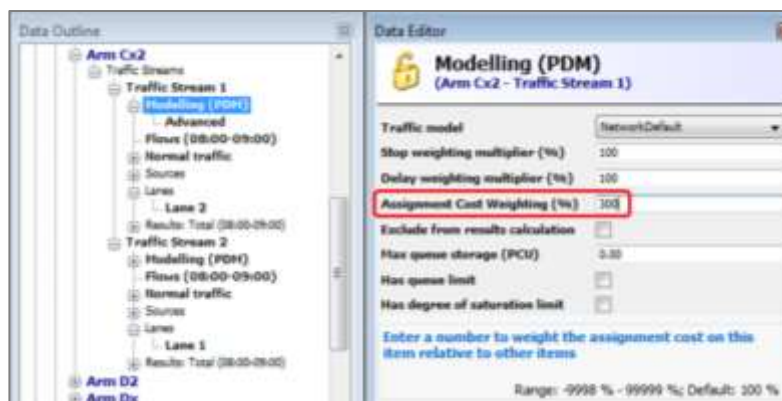 Data Outline
Arm Cx2
Traffic Streams
Traffic Stream 1
Modelling (PDM)
Advanced
Flows (08:00-09:00)
Normal traffic
Sources
Lanes
Lane 2
Results: Total (08:00-09:00)
Traffic Stream 2
Modelling (PDM)
Flows (08:00-09:00)
Normal traffic
Sources
Lanes
Lane 1
Results: Total (08:00-09:00)
Arm D2
Arm Dx
Data Editor
Modelling (PDM)
(Arm Cx2 - Traffic Stream 1)
Traffic model NetworkDefault
Stop weighting multiplier (%) 100
Delay weighting multiplier (%) 100
Assignment Cost Weighting (%) 300
Exclude from results calculation
Max queue storage (PCU) 0.00
Has queue limit
Has degree of saturation limit
Enter a number to weight the assignment cost on this
item relative to other items
Range: -9998 % - 99999 %; Default: 100 %